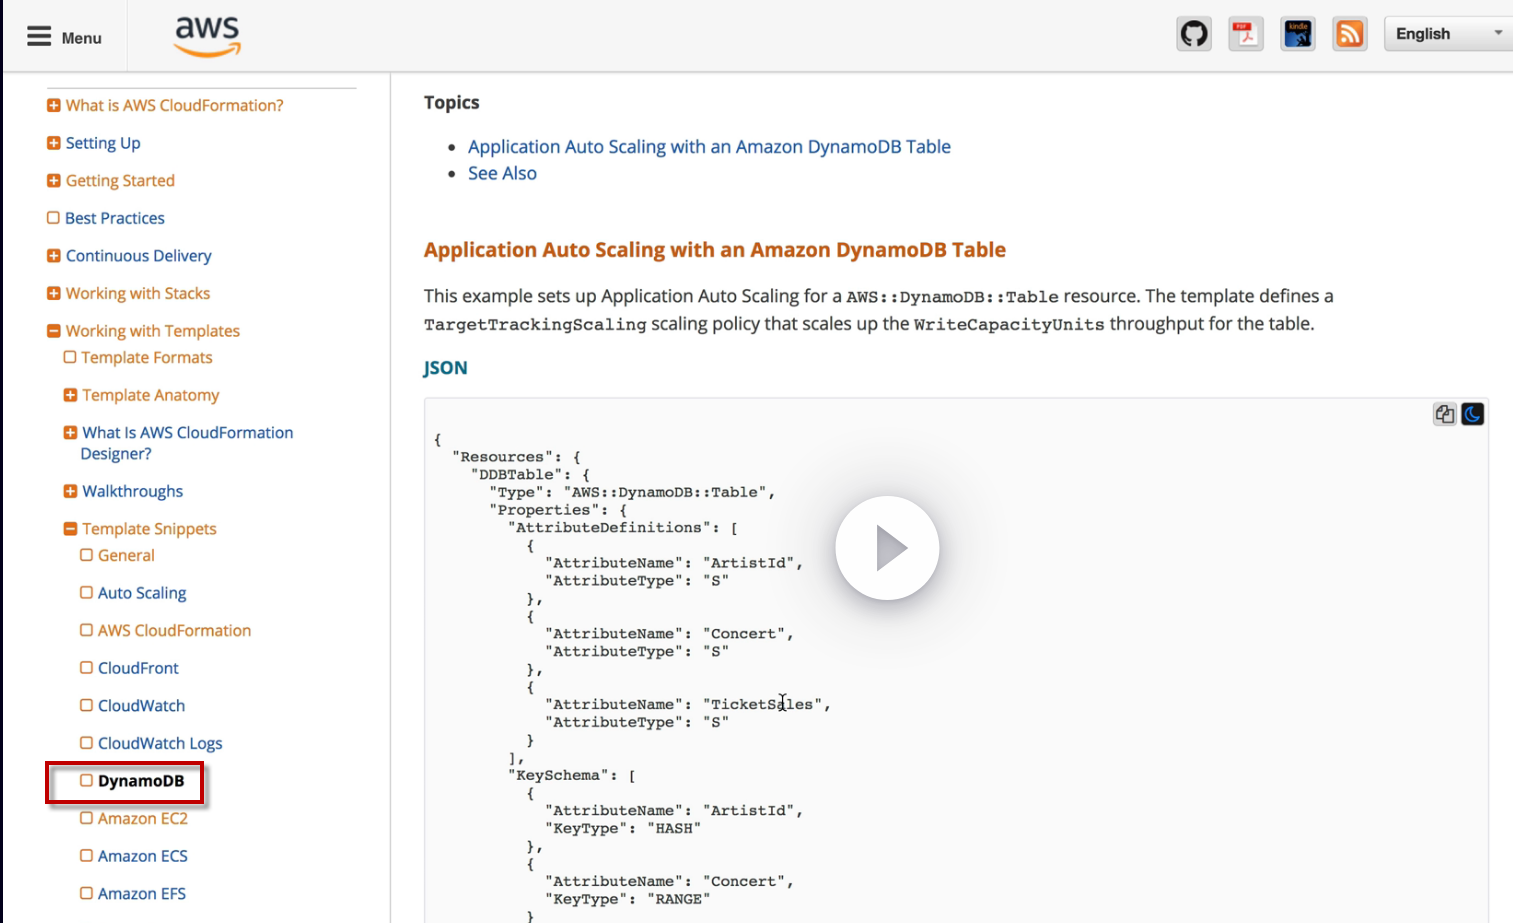 Menu
aws
PDF
kindle
English
What is AWS CloudFormation?
Setting Up
Getting Started
Best Practices
Continuous Delivery
Working with Stacks
Working with Templates
Template Formats
Template Anatomy
What Is AWS CloudFormation
Designer?
Walkthroughs
Template Snippets
General
Auto Scaling
AWS CloudFormation
CloudFront
CloudWatch
CloudWatch Logs
DynamoDB
Amazon EC2
Amazon ECS
Amazon EFS
Topics
• Application Auto Scaling with an Amazon DynamoDB Table
• See Also
Application Auto Scaling with an Amazon DynamoDB Table
This example sets up Application Auto Scaling for a AWS::DynamoDB::Table resource. The template defines a
TargetTrackingScaling scaling policy that scales up the WriteCapacityUnits throughput for the table.
JSON
{
"Resources": {
"DDBTable": {
"Type": "AWS::DynamoDB::Table",
"Properties": {
"AttributeDefinitions": [
{
"AttributeName": "ArtistId",
"AttributeType": "S"
},
{
"AttributeName": "Concert",
"AttributeType": "S"
},
{
"AttributeName": "TicketSales",
"AttributeType": "S"
}
],
"KeySchema": [
{
"AttributeName": "ArtistId",
"KeyType": "HASH"
},
{
"AttributeName": "Concert",
"KeyType": "RANGE"
}